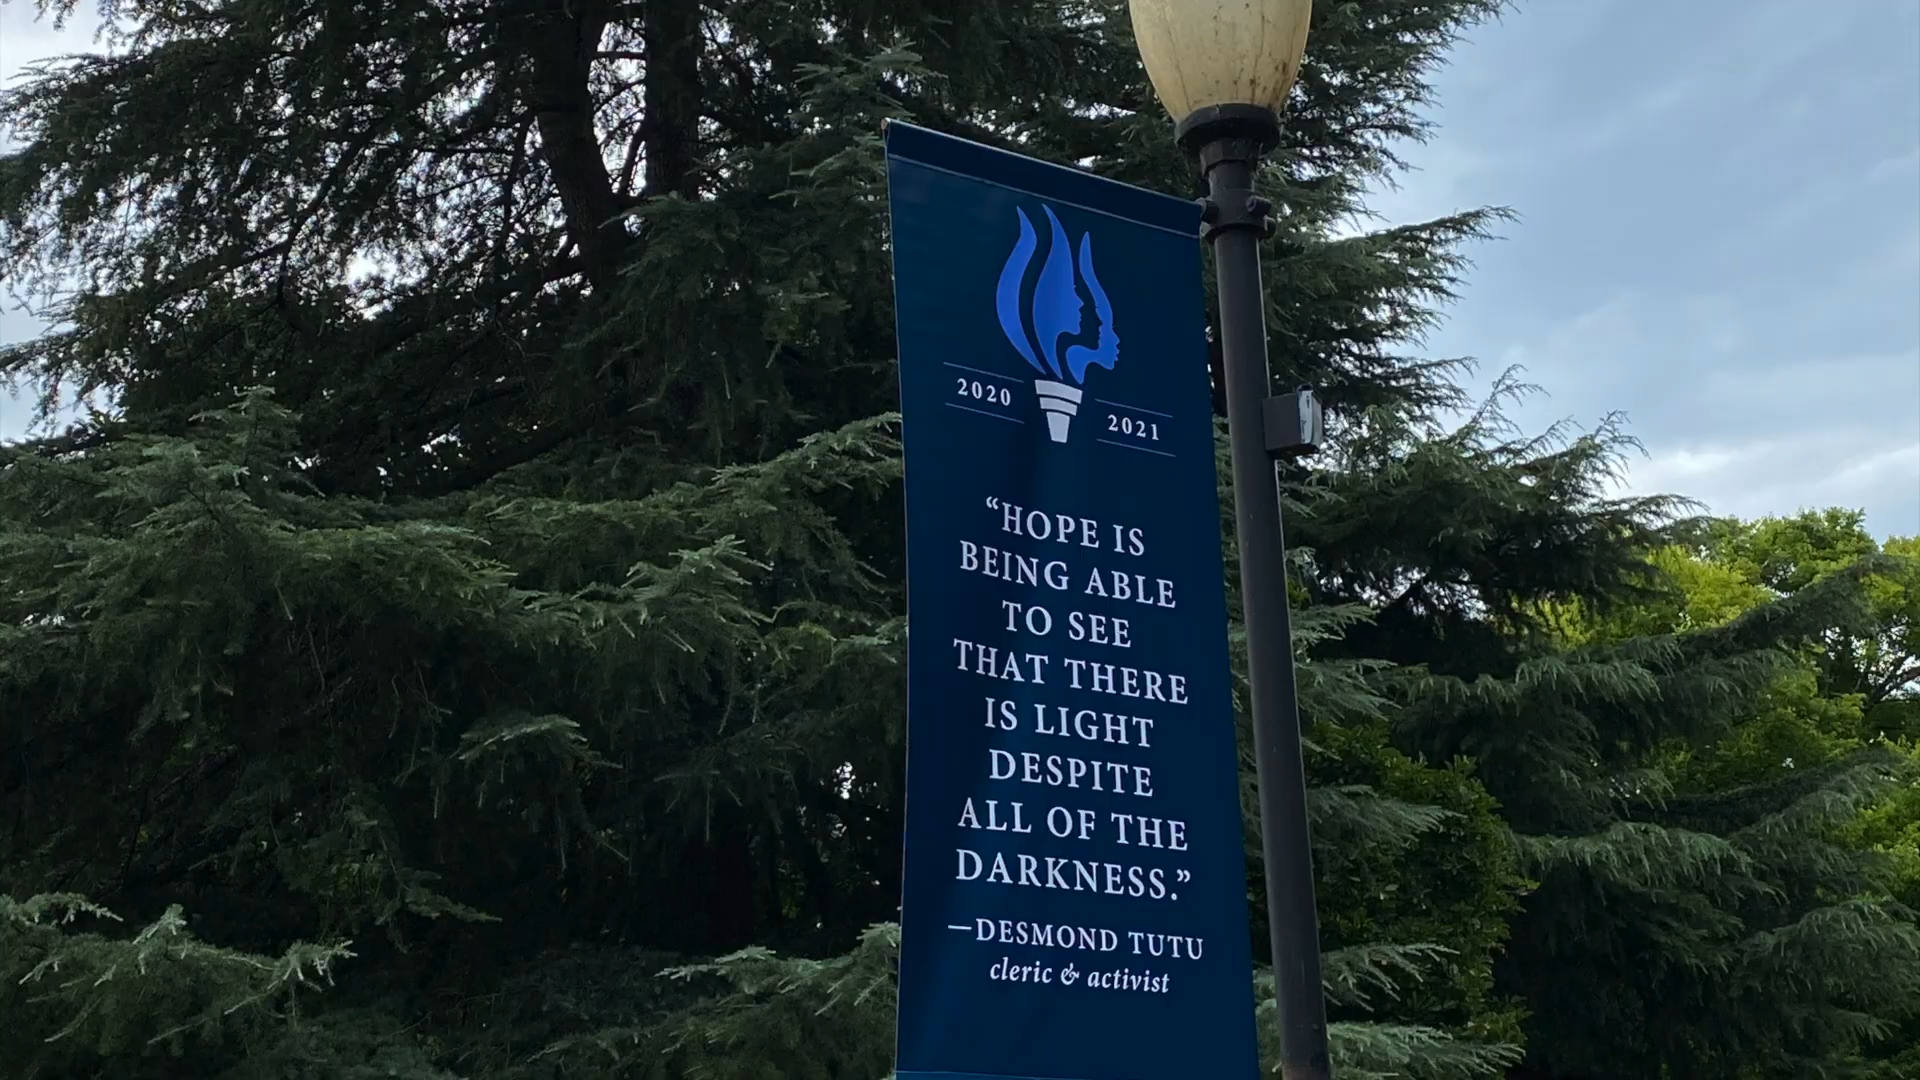 2020
2021
“HOPE IS
BEING ABLE
TO SEE
THAT THERE
IS LIGHT
DESPITE
ALL OF THE
DARKNESS.”
—DESMOND TUTU
cleric & activist